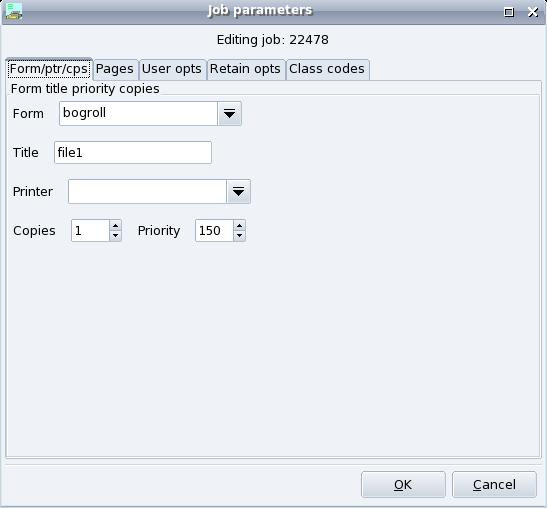 Job parameters
Editing job: 22478
Form/ptr/cps Pages User opts Retain opts Class codes
Form title priority copies
Form bogroll
Title file1
Printer
Copies 1 Priority 150
OK Cancel